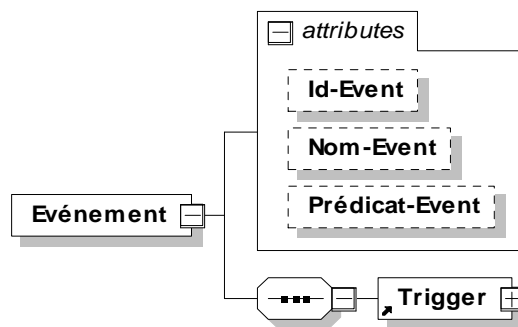 attributes
Id-Event
Nom-Event
Prédicat-Event
Evénement
Trigger